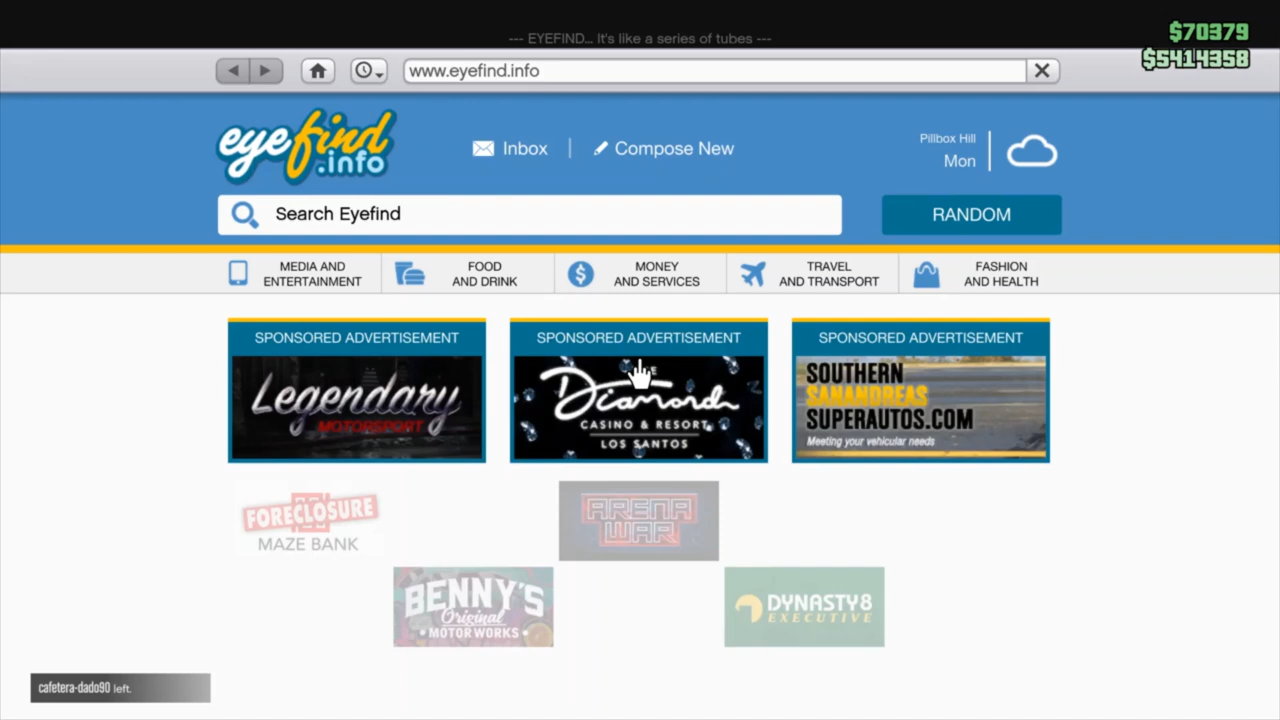 --- EYEFIND... It's like a series of tubes ---
$70379
$5414358
www.eyefind.info
eyefind
.info
Inbox
Compose New
Pillbox Hill
Mon
Search Eyefind
RANDOM
MEDIA AND
ENTERTAINMENT
FOOD
AND DRINK
MONEY
AND SERVICES
TRAVEL
AND TRANSPORT
FASHION
AND HEALTH
SPONSORED ADVERTISEMENT
Legendary
MOTORSPORT
SPONSORED ADVERTISEMENT
Diamond
CASINO & RESORT
LOS SANTOS
SPONSORED ADVERTISEMENT
SOUTHERN
SANANDREAS
SUPERAUTOS.COM
Meeting your vehicular needs
FORECLOSURE
MAZE BANK
ARENA
WAR
BENNY'S
Original
•MOTOR WORKS•
DYNASTY8
EXECUTIVE
cafetera-dado90 left.